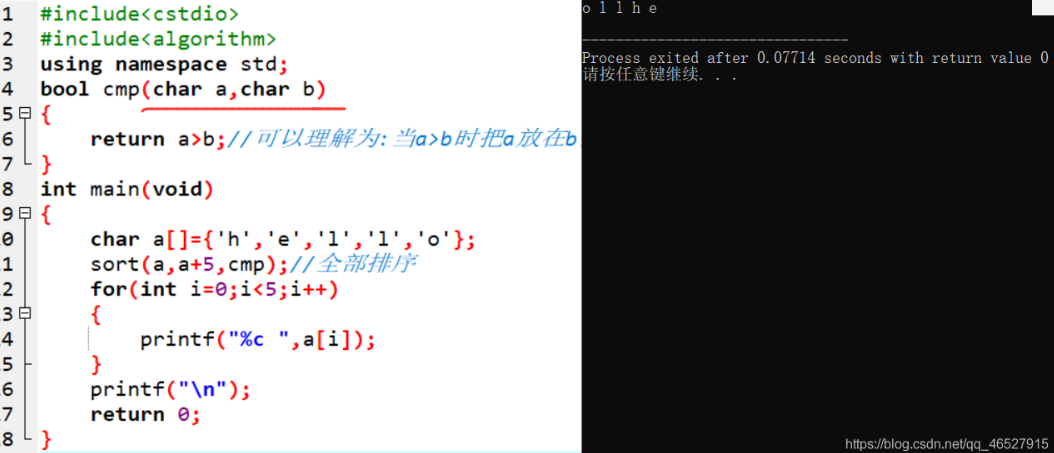 1 #include<cstdio>
2 #include<algorithm>
3 using namespace std;
4 bool cmp(char a,char b)
5 {
6 return a>b;//可以理解为:当a>b时把a放在b
7 }
8 int main(void)
9 {
0 char a[]={'h','e','l','l','o'};
1 sort(a,a+5,cmp);//全部排序
2 for(int i=0;i<5;i++)
3 {
4 printf("%c ",a[i]);
5 }
6 printf("\n");
7 return 0;
8 }
o l l h e
--------------------------------
Process exited after 0.07714 seconds with return value 0
请按任意键继续. . .
https://blog.csdn.net/qq_46527915